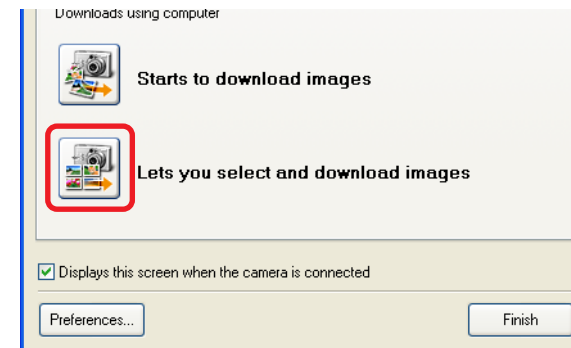 Downloads using computer
Starts to download images
Lets you select and download images
Displays this screen when the camera is connected
Preferences...
Finish